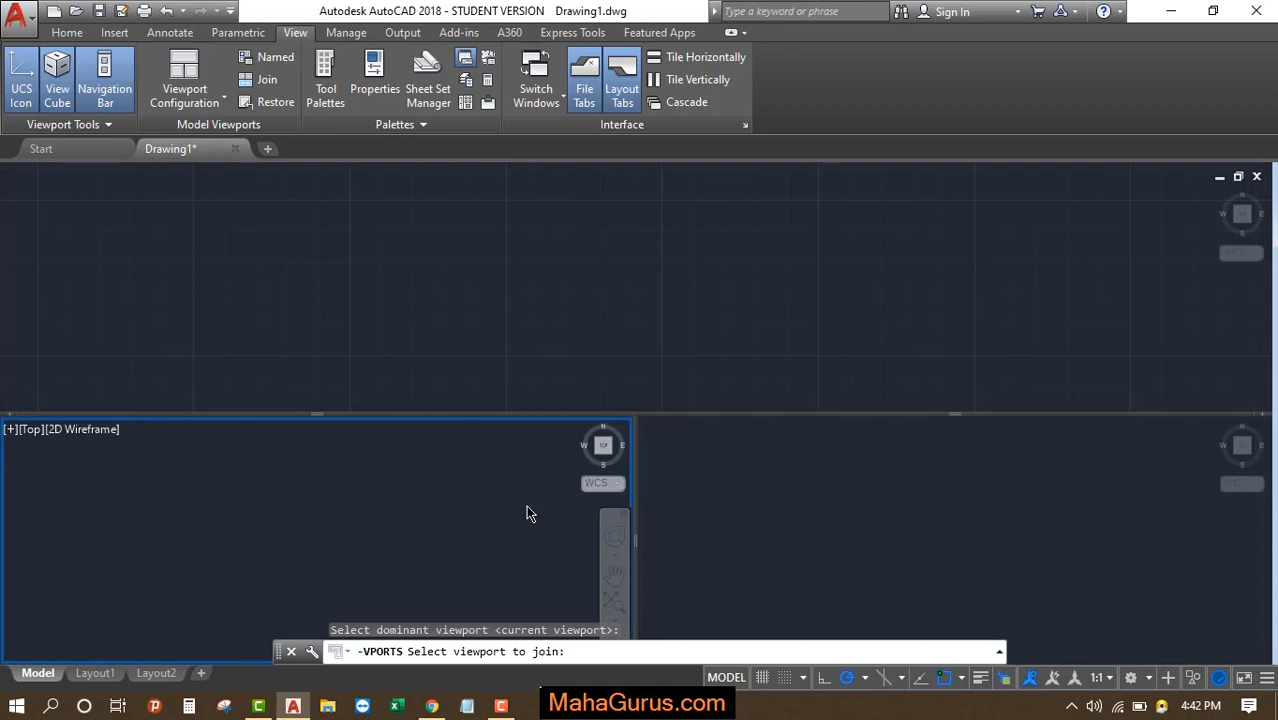 Autodesk AutoCAD 2018 - STUDENT VERSION Drawing1.dwg
Type a keyword or phrase
Sign In
Home Insert Annotate Parametric View Manage Output Add-ins A360 Express Tools Featured Apps
UCS Icon
View Cube
Navigation Bar
Viewport Configuration
Named
Join
Restore
Tool Palettes
Properties
Sheet Set Manager
Switch Windows
File Tabs
Layout Tabs
Tile Horizontally
Tile Vertically
Cascade
Viewport Tools
Model Viewports
Palettes
Interface
Start
Drawing1*
N
W E
S
WCS
[+][Top][2D Wireframe]
N
W TOP E
S
WCS
N
W E
S
Select dominant viewport <current viewport>:
-VPORTS Select viewport to join:
Model Layout1 Layout2
MODEL
1:1
MahaGurus.com
4:42 PM